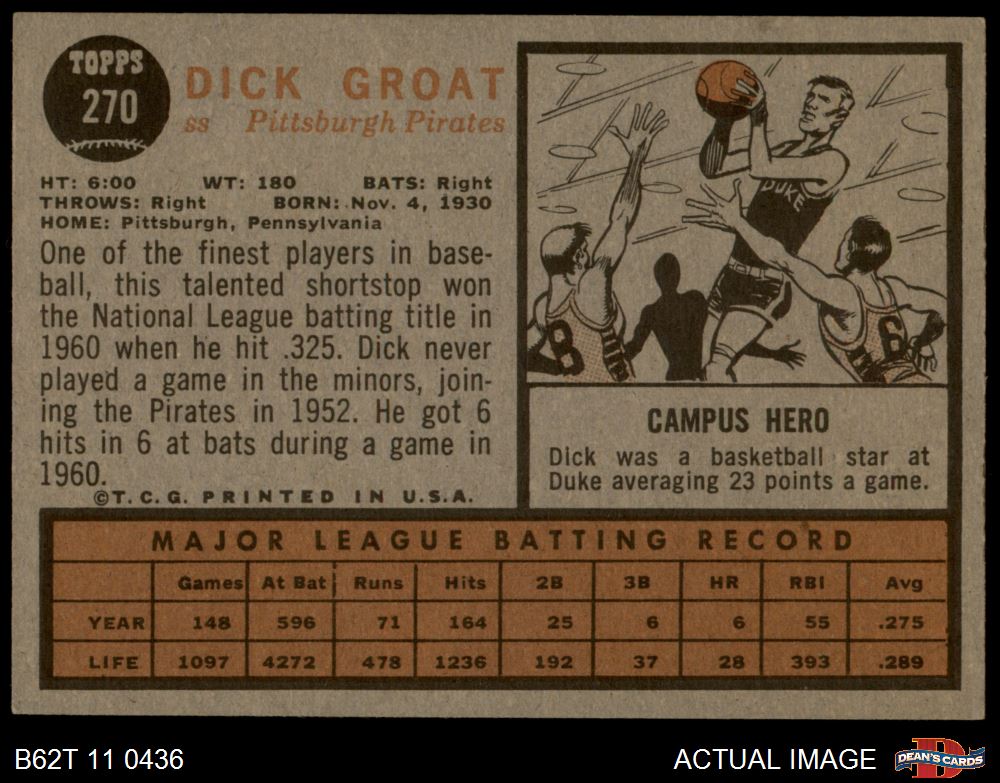 TOPPS
270
DICK GROAT
ss Pittsburgh Pirates
HT: 6:00 WT: 180 BATS: Right
THROWS: Right BORN: Nov. 4, 1930
HOME: Pittsburgh, Pennsylvania
One of the finest players in base-
ball, this talented shortstop won
the National League batting title in
1960 when he hit .325. Dick never
played a game in the minors, join-
ing the Pirates in 1952. He got 6
hits in 6 at bats during a game in
1960.
©T.C.G. PRINTED IN U.S.A.
DUKE
8
6
CAMPUS HERO
Dick was a basketball star at
Duke averaging 23 points a game.
MAJOR LEAGUE BATTING RECORD
Games At Bat Runs Hits 2B 3B HR RBI Avg
YEAR 148 596 71 164 25 6 6 55 .275
LIFE 1097 4272 478 1236 192 37 28 393 .289
B62T 11 0436
ACTUAL IMAGE
D
DEAN'S CARDS